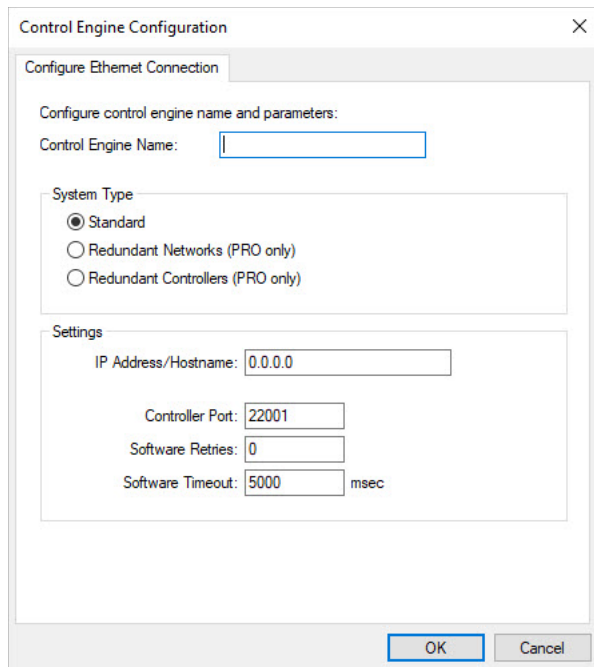 Control Engine Configuration
Configure Ethernet Connection
Configure control engine name and parameters:
Control Engine Name:
System Type
Standard
Redundant Networks (PRO only)
Redundant Controllers (PRO only)
Settings
IP Address/Hostname: 0.0.0.0
Controller Port: 22001
Software Retries: 0
Software Timeout: 5000 msec
OK Cancel